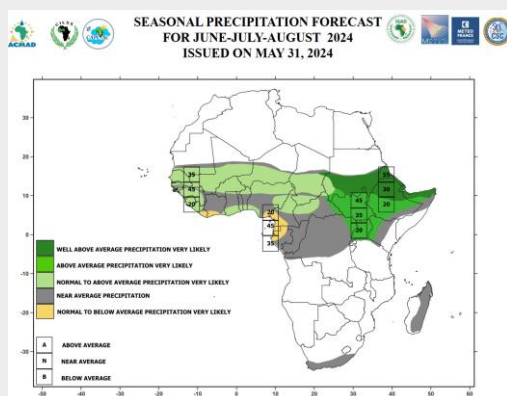 SEASONAL PRECIPITATION FORECAST
FOR JUNE-JULY-AUGUST 2024
ISSUED ON MAY 31, 2024
ACMAD
METEO
FRANCE
30
20
10
0
-10
-20
-30
35
45
20
20
45
35
45
35
20
30
20
WELL ABOVE AVERAGE PRECIPITATION VERY LIKELY
ABOVE AVERAGE PRECIPITATION VERY LIKELY
NORMAL TO ABOVE AVERAGE PRECIPITATION VERY LIKELY
NEAR AVERAGE PRECIPITATION
NORMAL TO BELOW AVERAGE PRECIPITATION VERY LIKELY
A ABOVE AVERAGE
N NEAR AVERAGE
B BELOW AVERAGE
-50 -40 -30 -20 -10 0 10 20 30 40 50 60